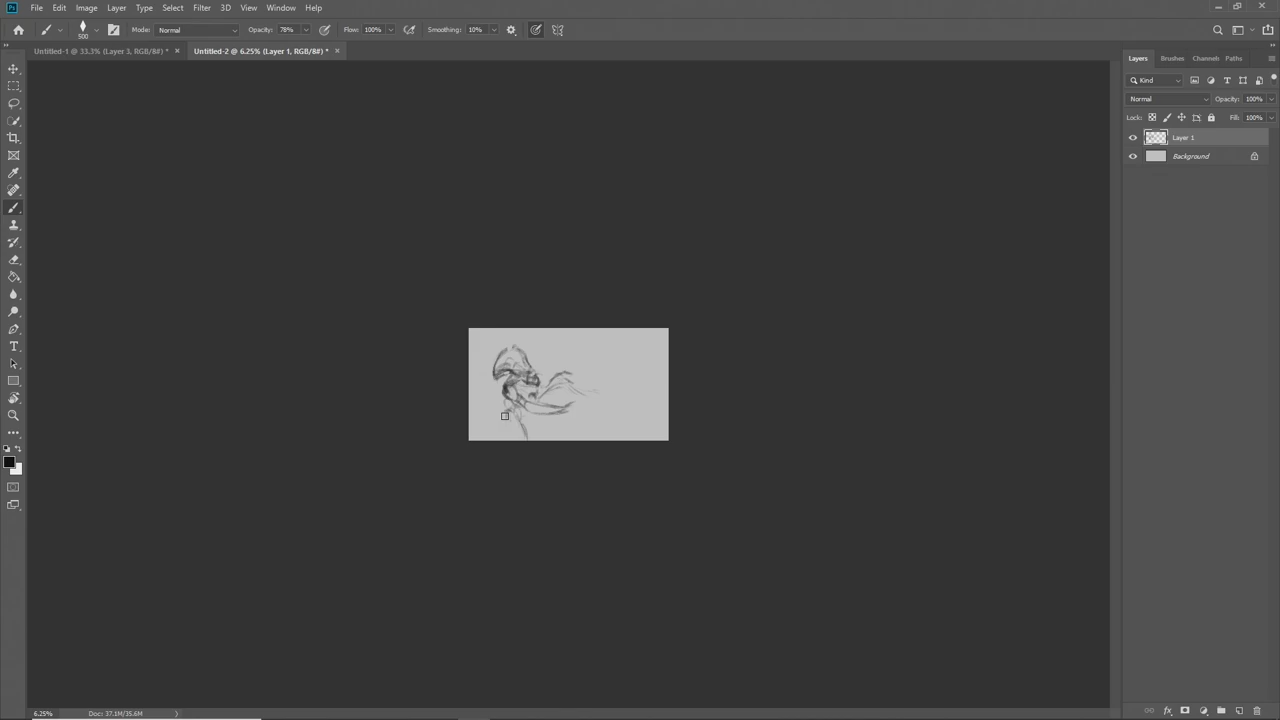 Ps File Edit Image Layer Type Select Filter 3D View Window Help
500 Mode: Normal Opacity: 78% Flow: 100% Smoothing: 10%
Untitled-1 @ 33.3% (Layer 3, RGB/8#) * × Untitled-2 @ 6.25% (Layer 1, RGB/8#) * ×
Layers Brushes Channels Paths
Kind
Normal Opacity: 100%
Lock: Fill: 100%
Layer 1
Background
6.25% Doc: 37.1M/35.6M